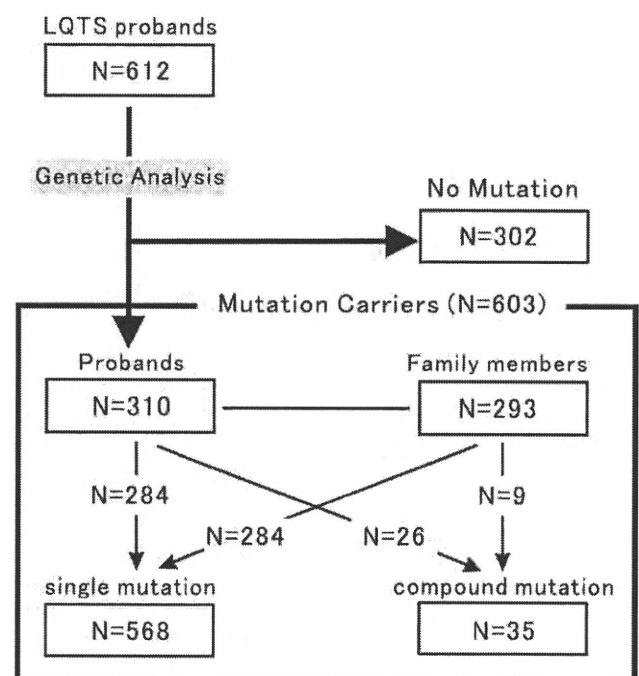 LQTS probands
N=612
Genetic Analysis
No Mutation
N=302
Mutation Carriers (N=603)
Probands
Family members
N=310
N=293
N=284
N=9
N=284
N=26
single mutation
compound mutation
N=568
N=35